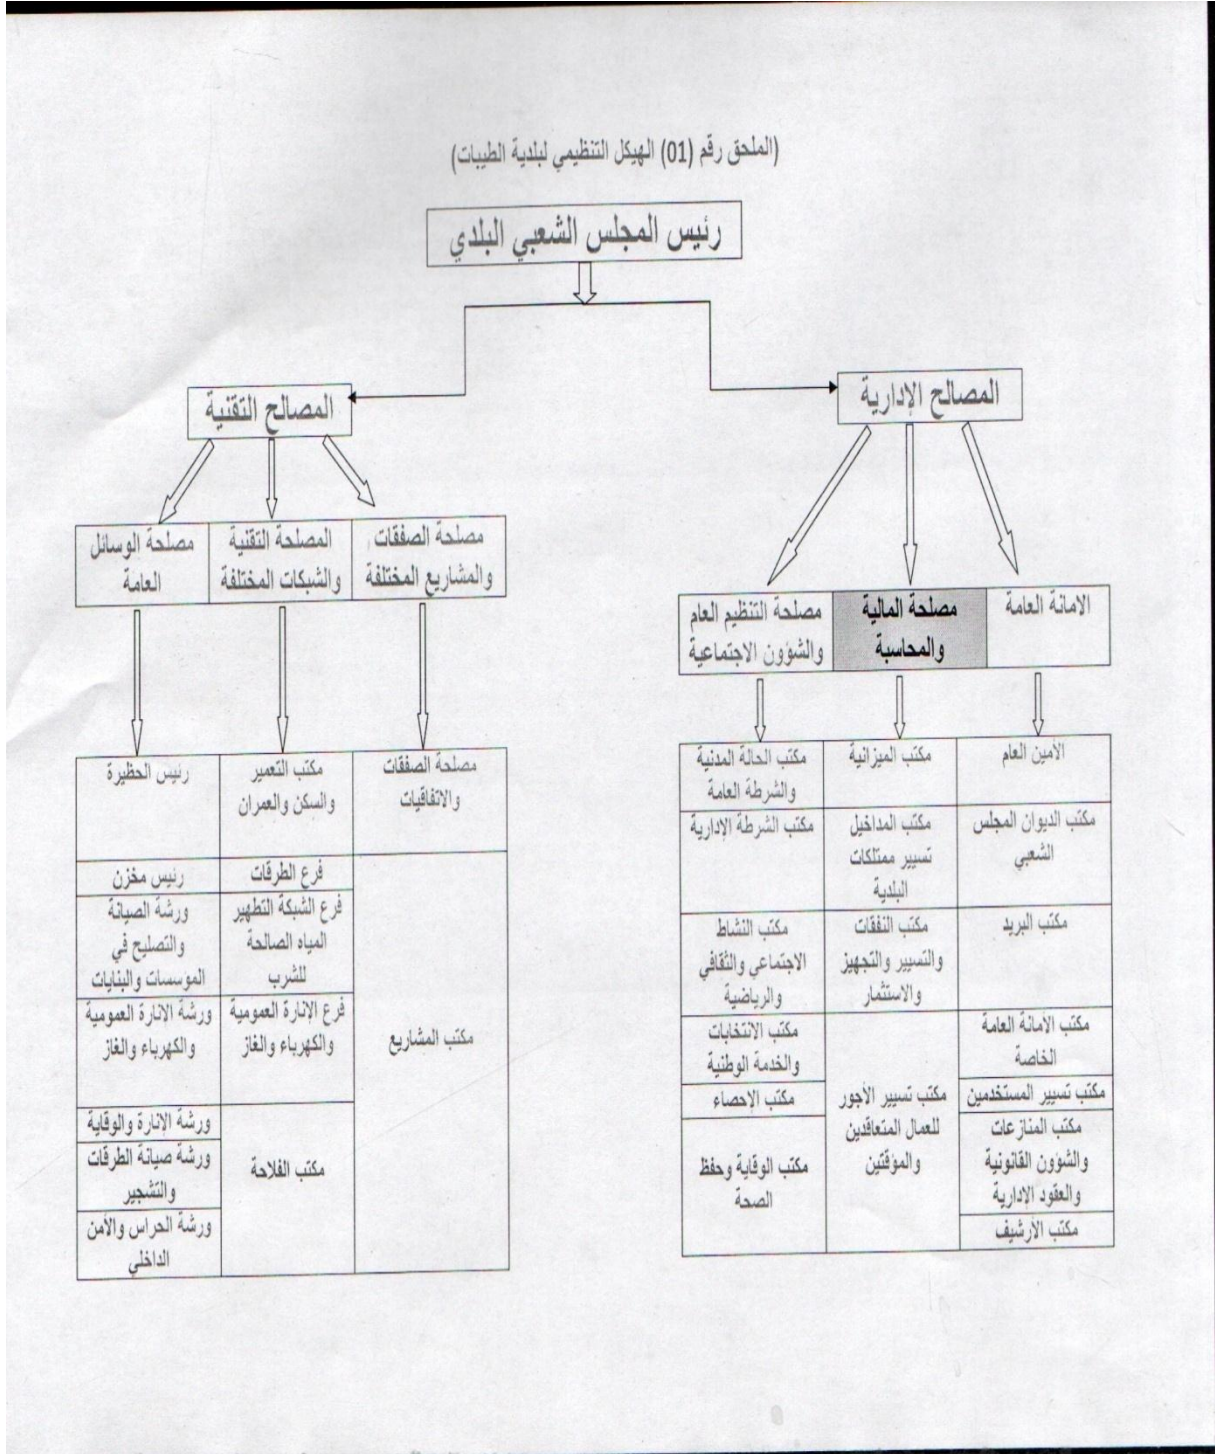 (الملحق رقم (01) الهيكل التنظيمي لبلدية الطيبات)
رئيس المجلس الشعبي البلدي
المصالح الإدارية
المصالح التقنية
الامانة العامة
مصلحة المالية
والمحاسبة
مصلحة التنظيم العام
والشؤون الاجتماعية
الأمين العام
مكتب الديوان المجلس
الشعبي
مكتب البريد
مكتب الأمانة العامة
الخاصة
مكتب تسيير المستخدمين
مكتب المنازعات
والشؤون القانونية
والعقود الإدارية
مكتب الأرشيف
مكتب الميزانية
مكتب المداخيل
تسيير ممتلكات
البلدية
مكتب النفقات
والتسيير والتجهيز
والاستثمار
مكتب تسيير الأجور
للعمال المتعاقدين
والمؤقتين
مكتب الحالة المدنية
والشرطة العامة
مكتب الشرطة الإدارية
مكتب النشاط
الاجتماعي والثقافي
والرياضية
مكتب الانتخابات
والخدمة الوطنية
مكتب الإحصاء
مكتب الوقاية وحفظ
الصحة
مصلحة الصفقات
والمشاريع المختلفة
المصلحة التقنية
والشبكات المختلفة
مصلحة الوسائل
العامة
مصلحة الصفقات
والاتفاقيات
مكتب المشاريع
مكتب التعمير
والسكن والعمران
فرع الطرقات
فرع الشبكة التطهير
المياه الصالحة
للشرب
فرع الإنارة العمومية
والكهرباء والغاز
مكتب الفلاحة
رئيس الحظيرة
رئيس مخزن
ورشة الصيانة
والتصليح في
المؤسسات والبنايات
ورشة الانارة العمومية
والكهرباء والغاز
ورشة الإنارة والوقاية
ورشة صيانة الطرقات
والتشجير
ورشة الحراس والأمن
الداخلي